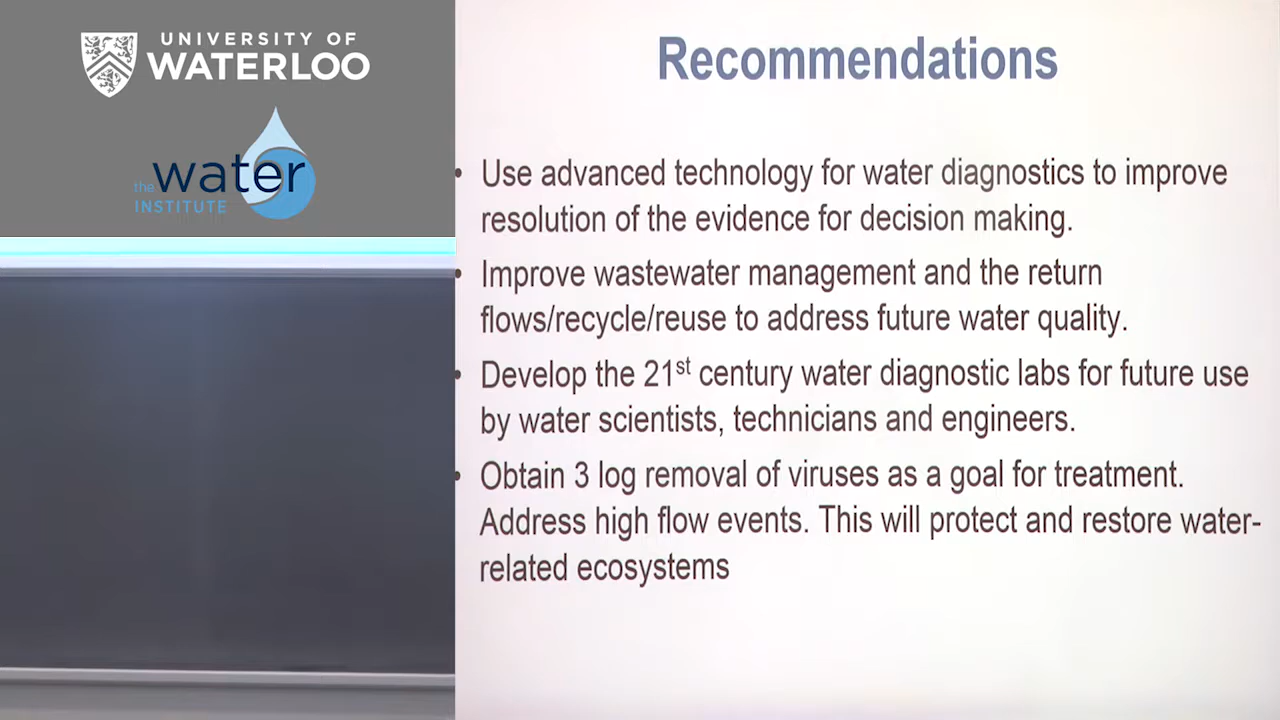 UNIVERSITY OF
WATERLOO
the water
INSTITUTE
Recommendations
• Use advanced technology for water diagnostics to improve
resolution of the evidence for decision making.
• Improve wastewater management and the return
flows/recycle/reuse to address future water quality.
• Develop the 21st century water diagnostic labs for future use
by water scientists, technicians and engineers.
• Obtain 3 log removal of viruses as a goal for treatment.
Address high flow events. This will protect and restore water-
related ecosystems